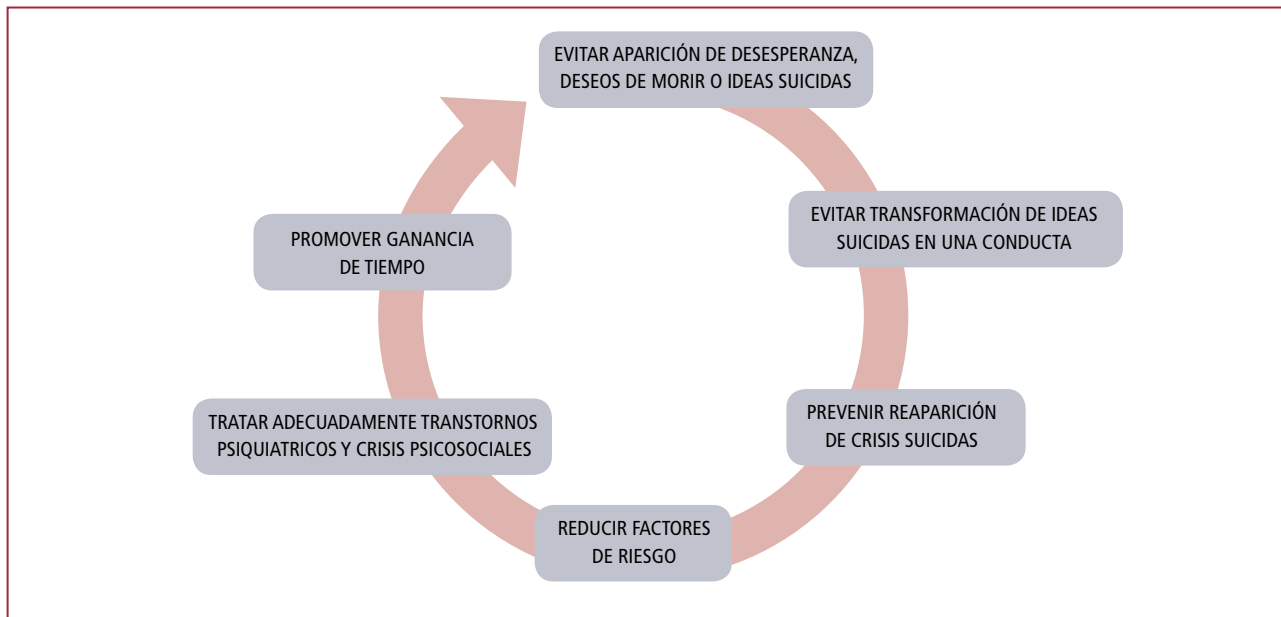 EVITAR APARICIÓN DE DESESPERANZA,
DESEOS DE MORIR O IDEAS SUICIDAS
EVITAR TRANSFORMACIÓN DE IDEAS
SUICIDAS EN UNA CONDUCTA
PREVENIR REAPARICIÓN
DE CRISIS SUICIDAS
REDUCIR FACTORES
DE RIESGO
TRATAR ADECUADAMENTE TRANSTORNOS
PSIQUIATRICOS Y CRISIS PSICOSOCIALES
PROMOVER GANANCIA
DE TIEMPO